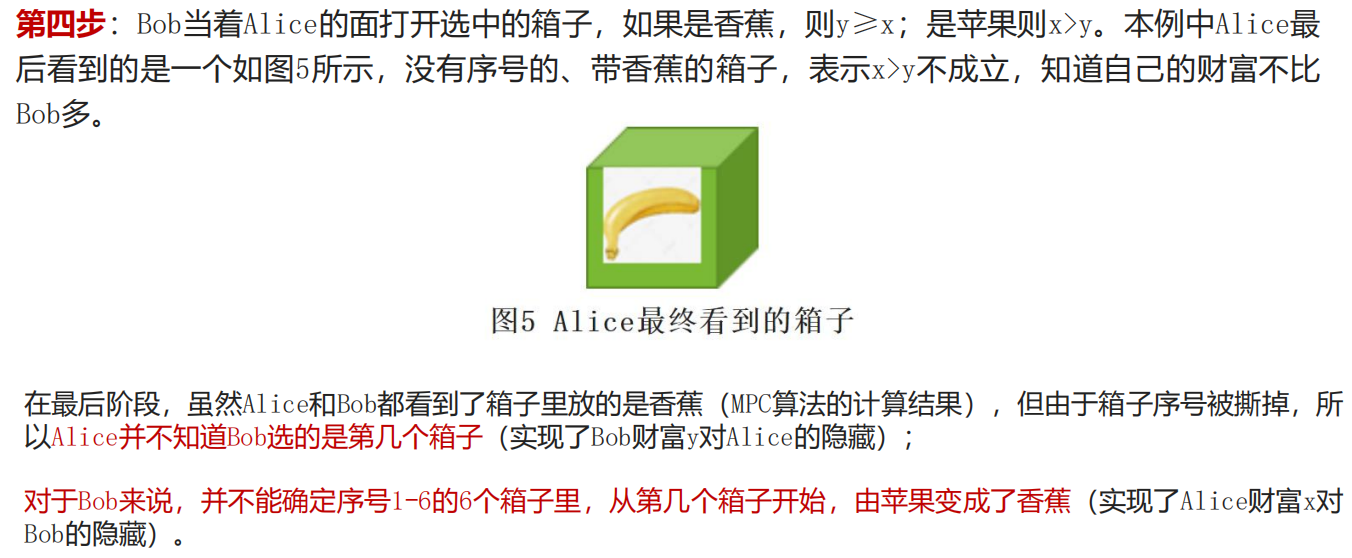 第四步：Bob当着Alice的面打开选中的箱子，如果是香蕉，则y≥x；是苹果则x>y。本例中Alice最
后看到的是一个如图5所示，没有序号的、带香蕉的箱子，表示x>y不成立，知道自己的财富不比
Bob多。
图5 Alice最终看到的箱子
在最后阶段，虽然Alice和Bob都看到了箱子里放的是香蕉（MPC算法的计算结果），但由于箱子序号被撕掉，所
以Alice并不知道Bob选的是第几个箱子（实现了Bob财富y对Alice的隐藏）；
对于Bob来说，并不能确定序号1-6的6个箱子里，从第几个箱子开始，由苹果变成了香蕉（实现了Alice财富x对
Bob的隐藏）。